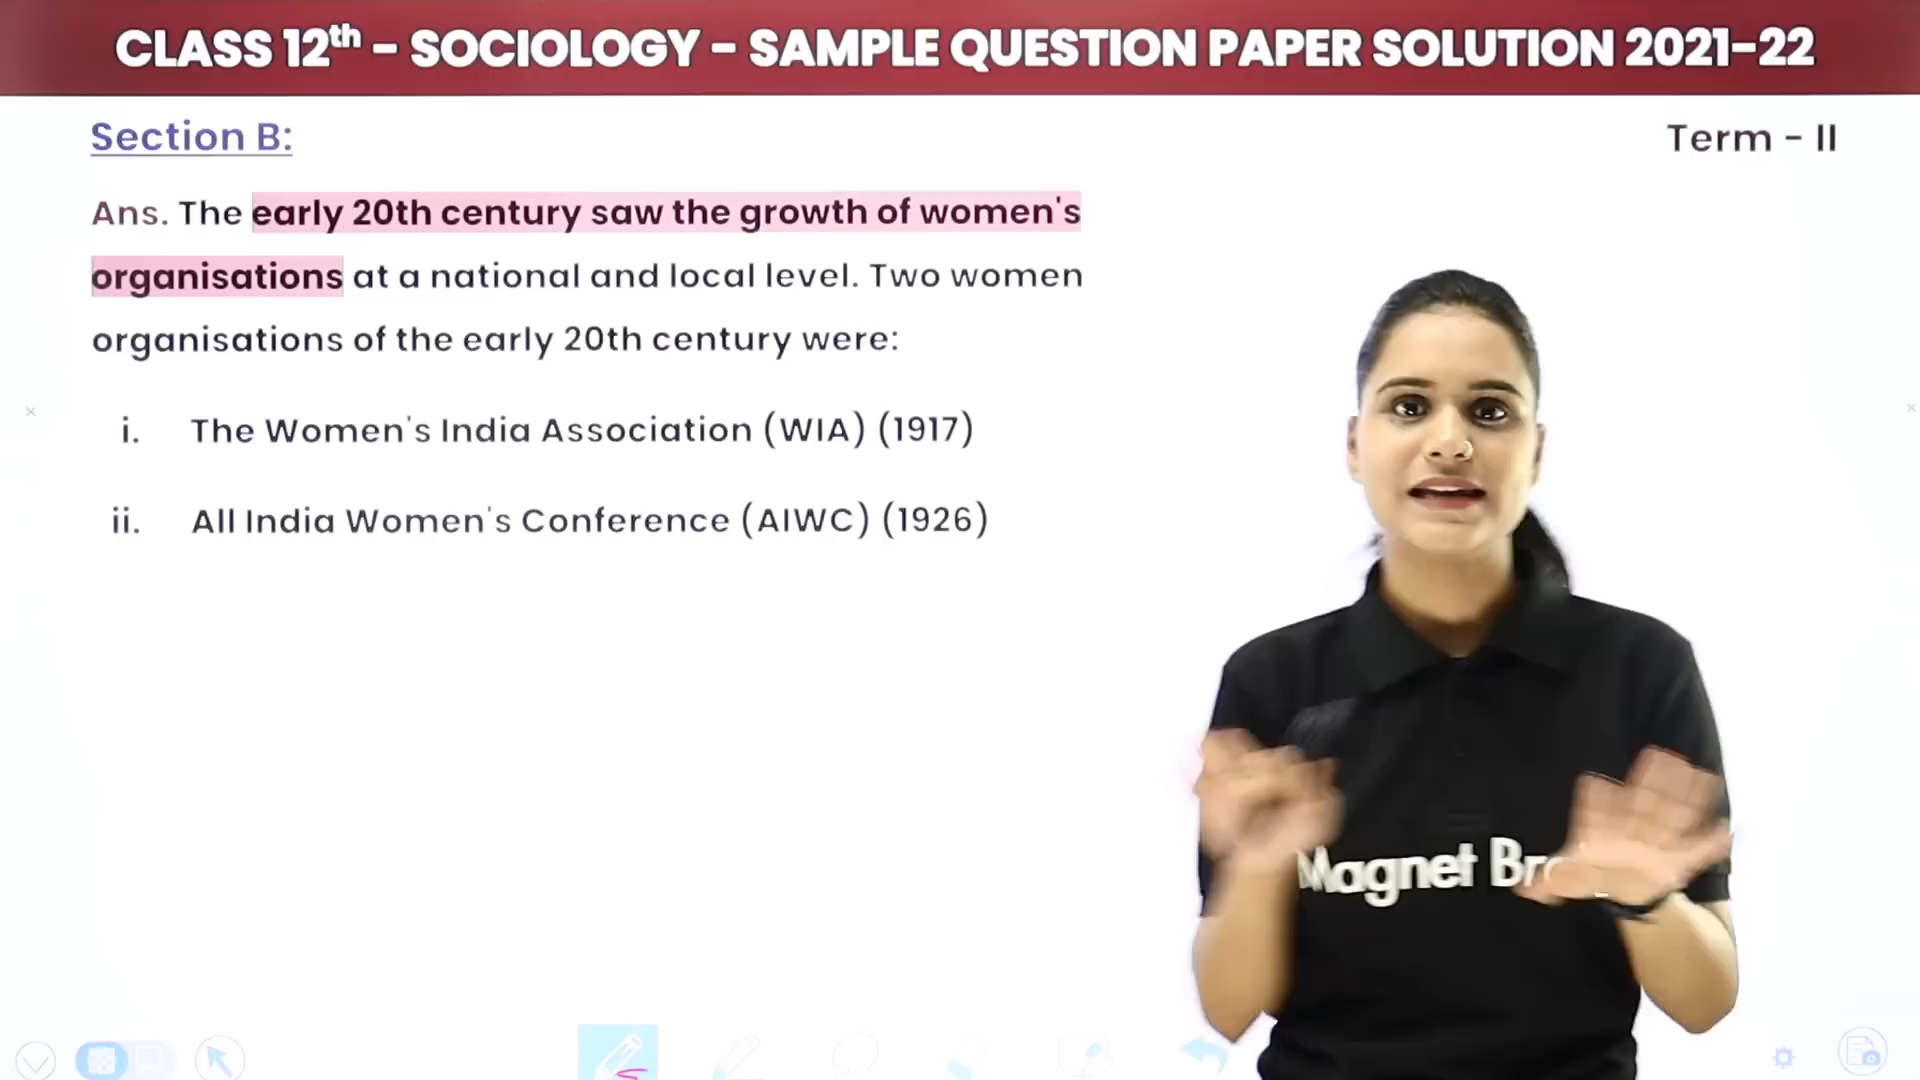 CLASS 12th – SOCIOLOGY – SAMPLE QUESTION PAPER SOLUTION 2021–22
Section B:
Term – II
Ans. The early 20th century saw the growth of women's
organisations at a national and local level. Two women
organisations of the early 20th century were:
i. The Women's India Association (WIA) (1917)
ii. All India Women's Conference (AIWC) (1926)
Magnet